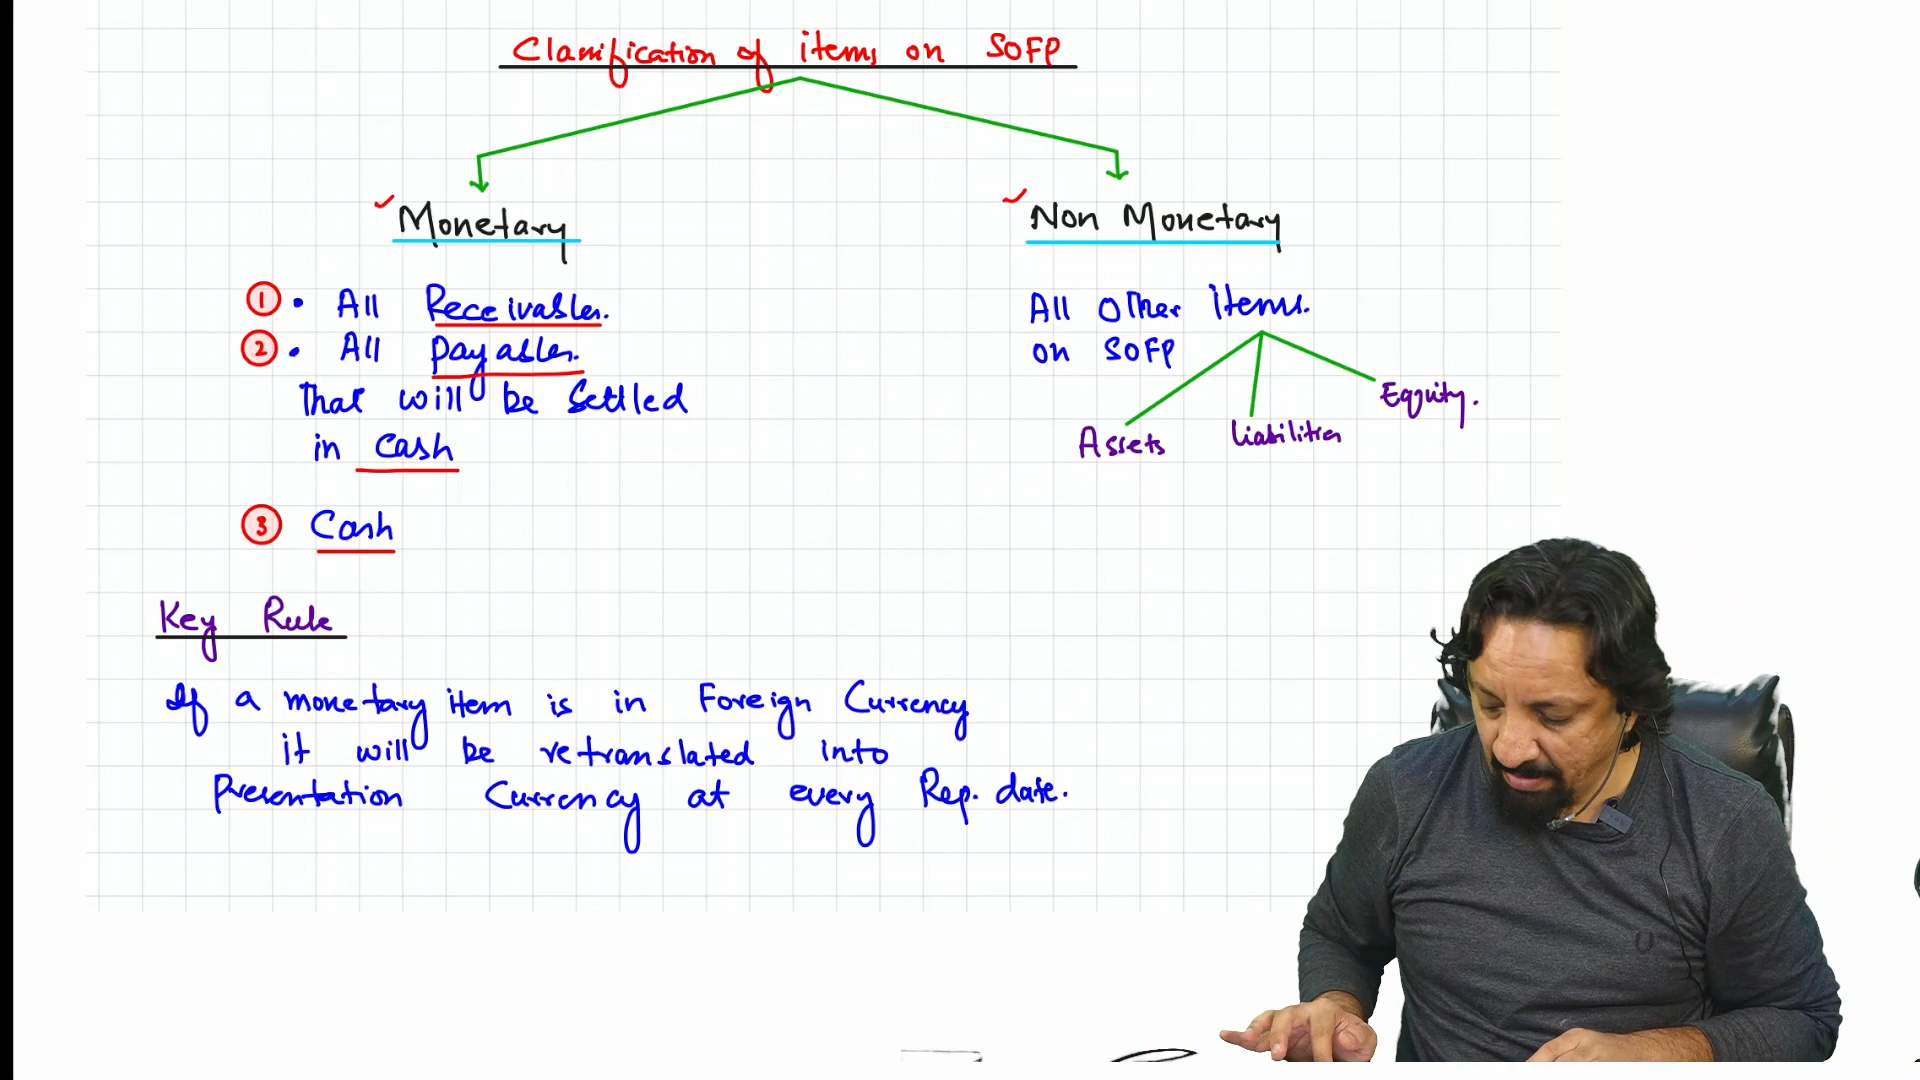 Classification of items on SOFP
Monetary
Non Monetary
① • All Receivables.
② • All payables.
that will be settled
in cash
③ Cash
All other items.
on SOFP
Assets
Liabilities
Equity.
Key Rule
If a monetary item is in Foreign Currency
it will be retranslated into
Presentation Currency at every Rep. date.